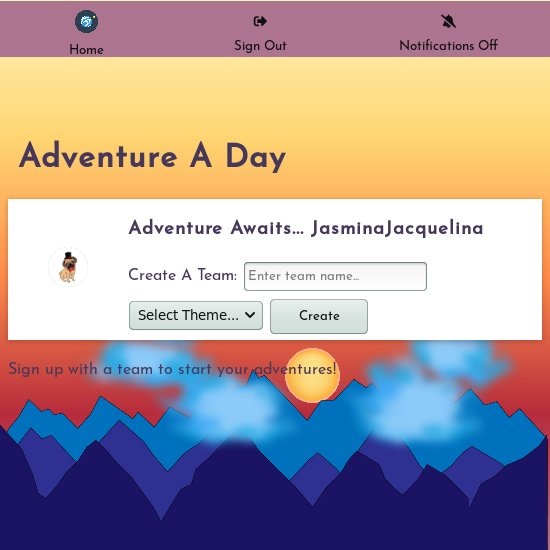 Home
Sign Out
Notifications Off
Adventure A Day
Adventure Awaits... JasminaJacquelina
Create A Team: Enter team name...
Select Theme... Create
Sign up with a team to start your adventures!